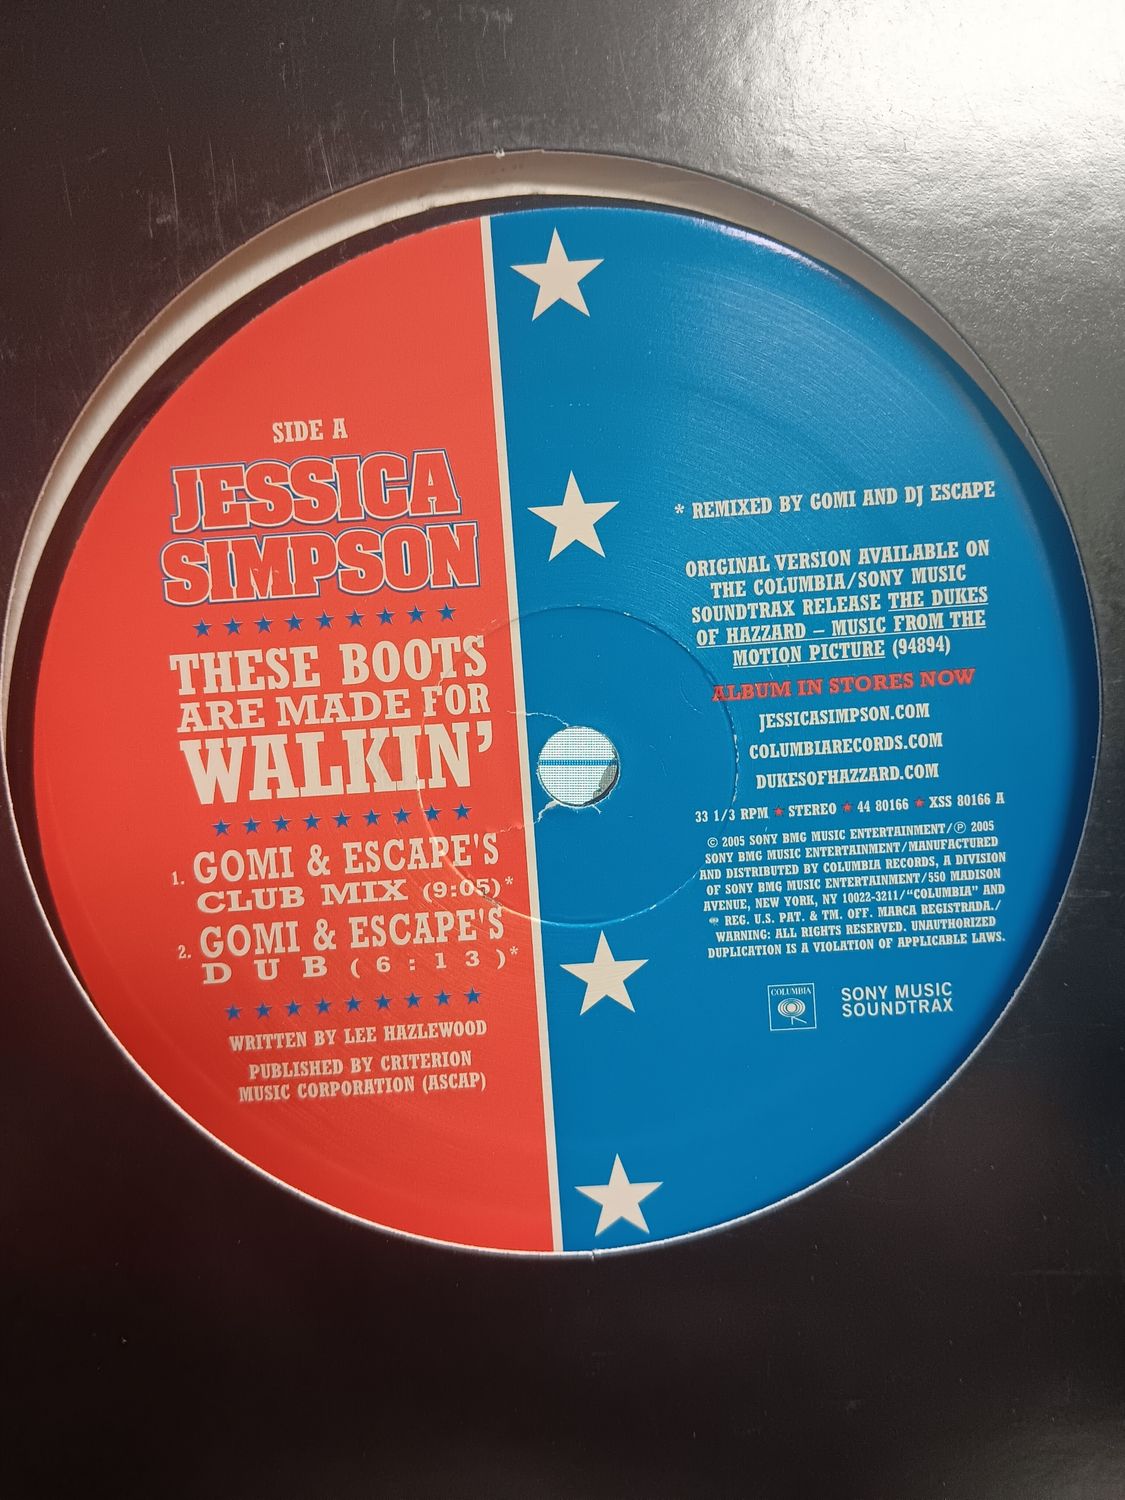 SIDE A
JESSICA
SIMPSON
THESE BOOTS
ARE MADE FOR
WALKIN'
1. GOMI & ESCAPE'S
CLUB MIX (9:05)*
2. GOMI & ESCAPE'S
DUB (6:13)*
WRITTEN BY LEE HAZLEWOOD
PUBLISHED BY CRITERION
MUSIC CORPORATION (ASCAP)
* REMIXED BY GOMI AND DJ ESCAPE
ORIGINAL VERSION AVAILABLE ON
THE COLUMBIA/SONY MUSIC
SOUNDTRAX RELEASE THE DUKES
OF HAZZARD – MUSIC FROM THE
MOTION PICTURE (94894)
ALBUM IN STORES NOW
JESSICASIMPSON.COM
COLUMBIARECORDS.COM
DUKESOFHAZZARD.COM
33 1/3 RPM ★ STEREO ★ 44 80166 ★ XSS 80166 A
© 2005 SONY BMG MUSIC ENTERTAINMENT/℗ 2005
SONY BMG MUSIC ENTERTAINMENT/MANUFACTURED
AND DISTRIBUTED BY COLUMBIA RECORDS, A DIVISION
OF SONY BMG MUSIC ENTERTAINMENT/550 MADISON
AVENUE, NEW YORK, NY 10022-3211/"COLUMBIA" AND
REG. U.S. PAT. & TM. OFF. MARCA REGISTRADA./
WARNING: ALL RIGHTS RESERVED. UNAUTHORIZED
DUPLICATION IS A VIOLATION OF APPLICABLE LAWS.
COLUMBIA
SONY MUSIC
SOUNDTRAX